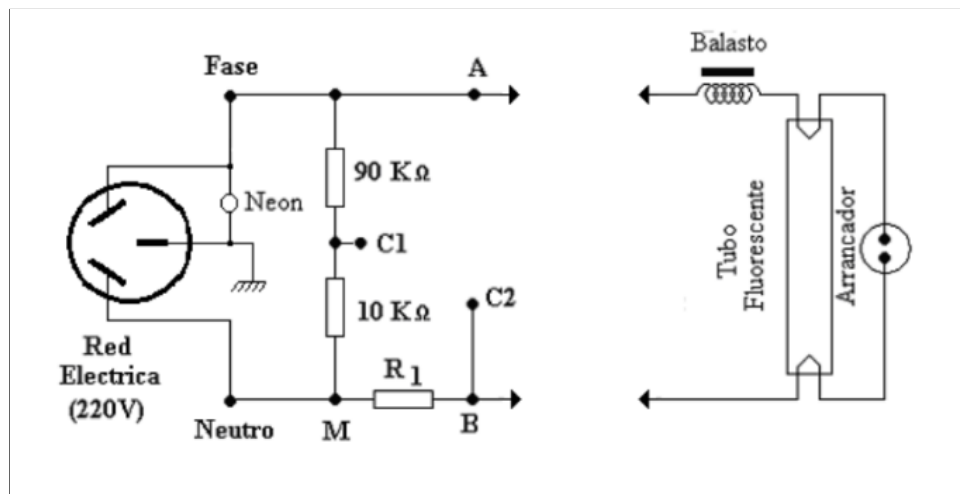 Balasto
Fase
A
90 KΩ
Neon
C1
Tubo
Fluorescente
Arrancador
C2
10 KΩ
Red
Electrica
(220V)
R1
Neutro
M
B